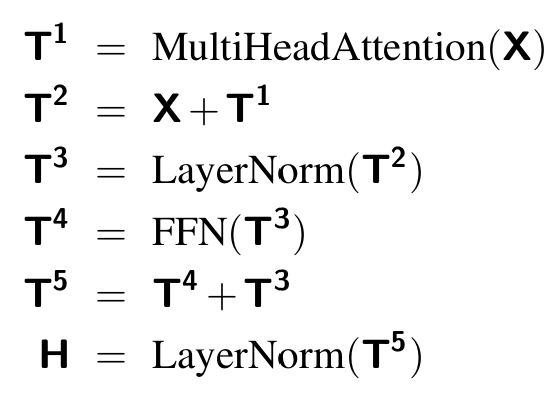 T¹ = MultiHeadAttention(X)
T² = X + T¹
T³ = LayerNorm(T²)
T⁴ = FFN(T³)
T⁵ = T⁴ + T³
H = LayerNorm(T⁵)